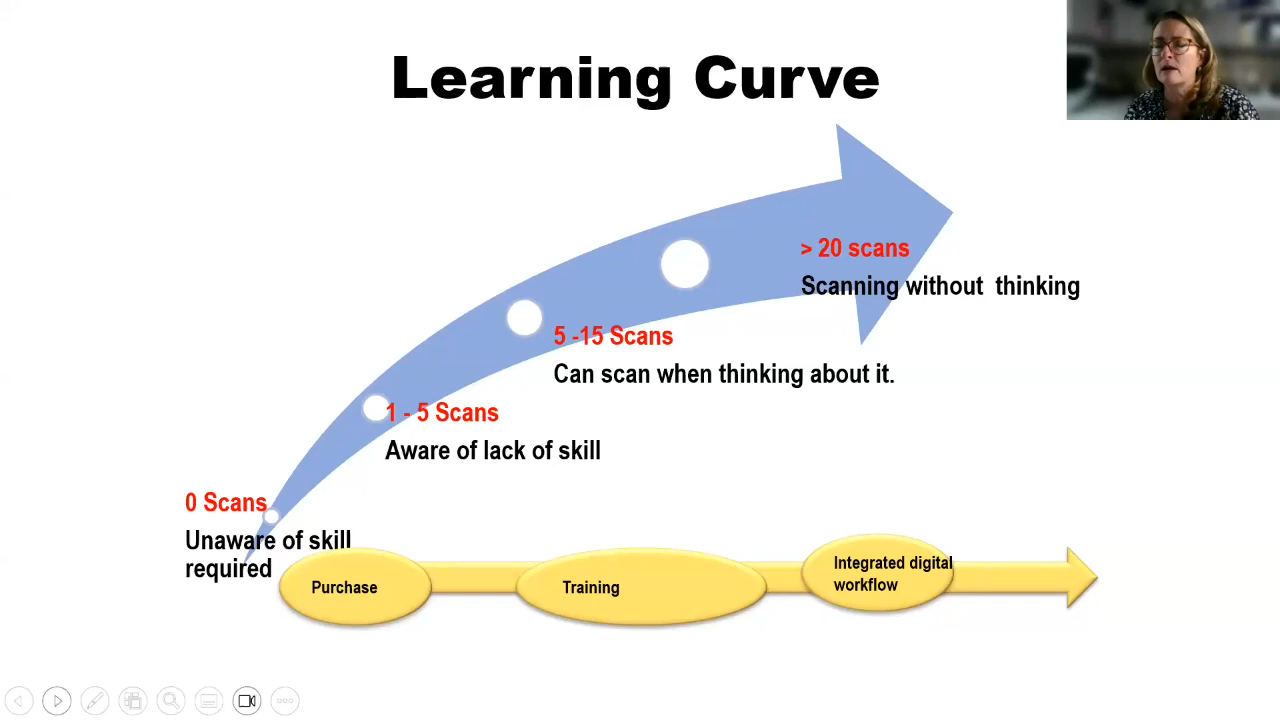 Learning Curve
> 20 scans
Scanning without  thinking
5 -15 Scans
Can scan when thinking about it.
1 - 5 Scans
Aware of lack of skill
0 Scans
Unaware of skill
required
Purchase
Training
Integrated digital
workflow